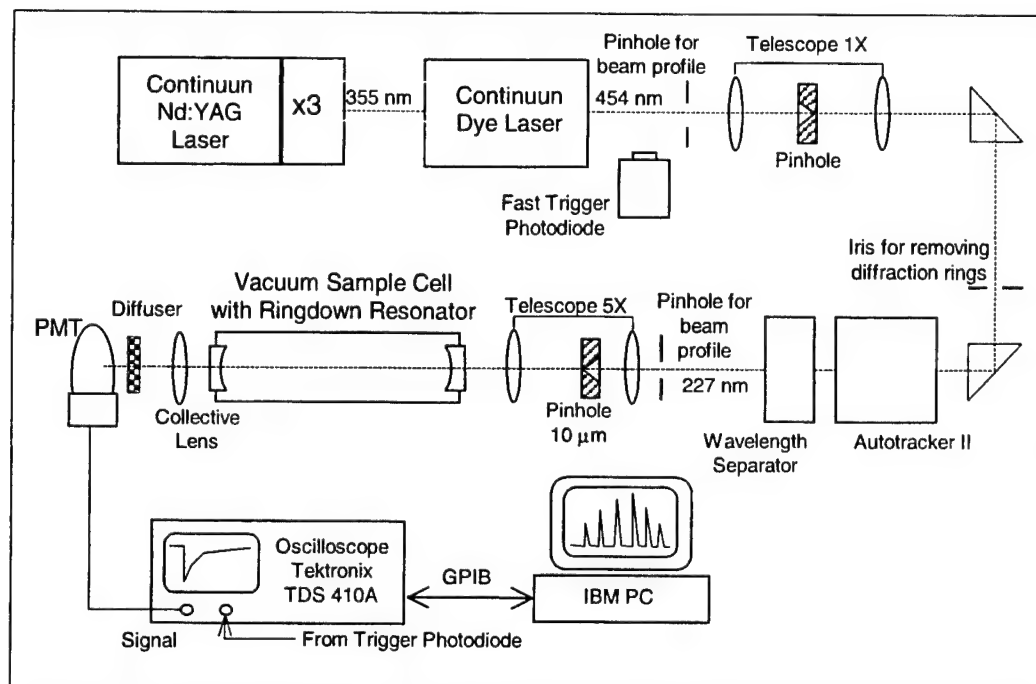 Continuun
Nd:YAG
Laser
x3
355 nm
Continuun
Dye Laser
454 nm
Pinhole for
beam profile
Telescope 1X
Pinhole
Fast Trigger
Photodiode
Iris for removing
diffraction rings
Vacuum Sample Cell
with Ringdown Resonator
Diffuser
PMT
Collective
Lens
Telescope 5X
Pinhole
10 μm
Pinhole for
beam
profile
227 nm
Wavelength
Separator
Autotracker II
Oscilloscope
Tektronix
TDS 410A
GPIB
IBM PC
Signal
From Trigger Photodiode